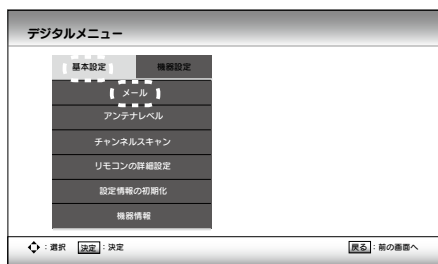 デジタルメニュー
基本設定 機器設定
メール
アンテナレベル
チャンネルスキャン
リモコンの詳細設定
設定情報の初期化
機器情報
：選択 決定：決定 戻る：前の画面へ